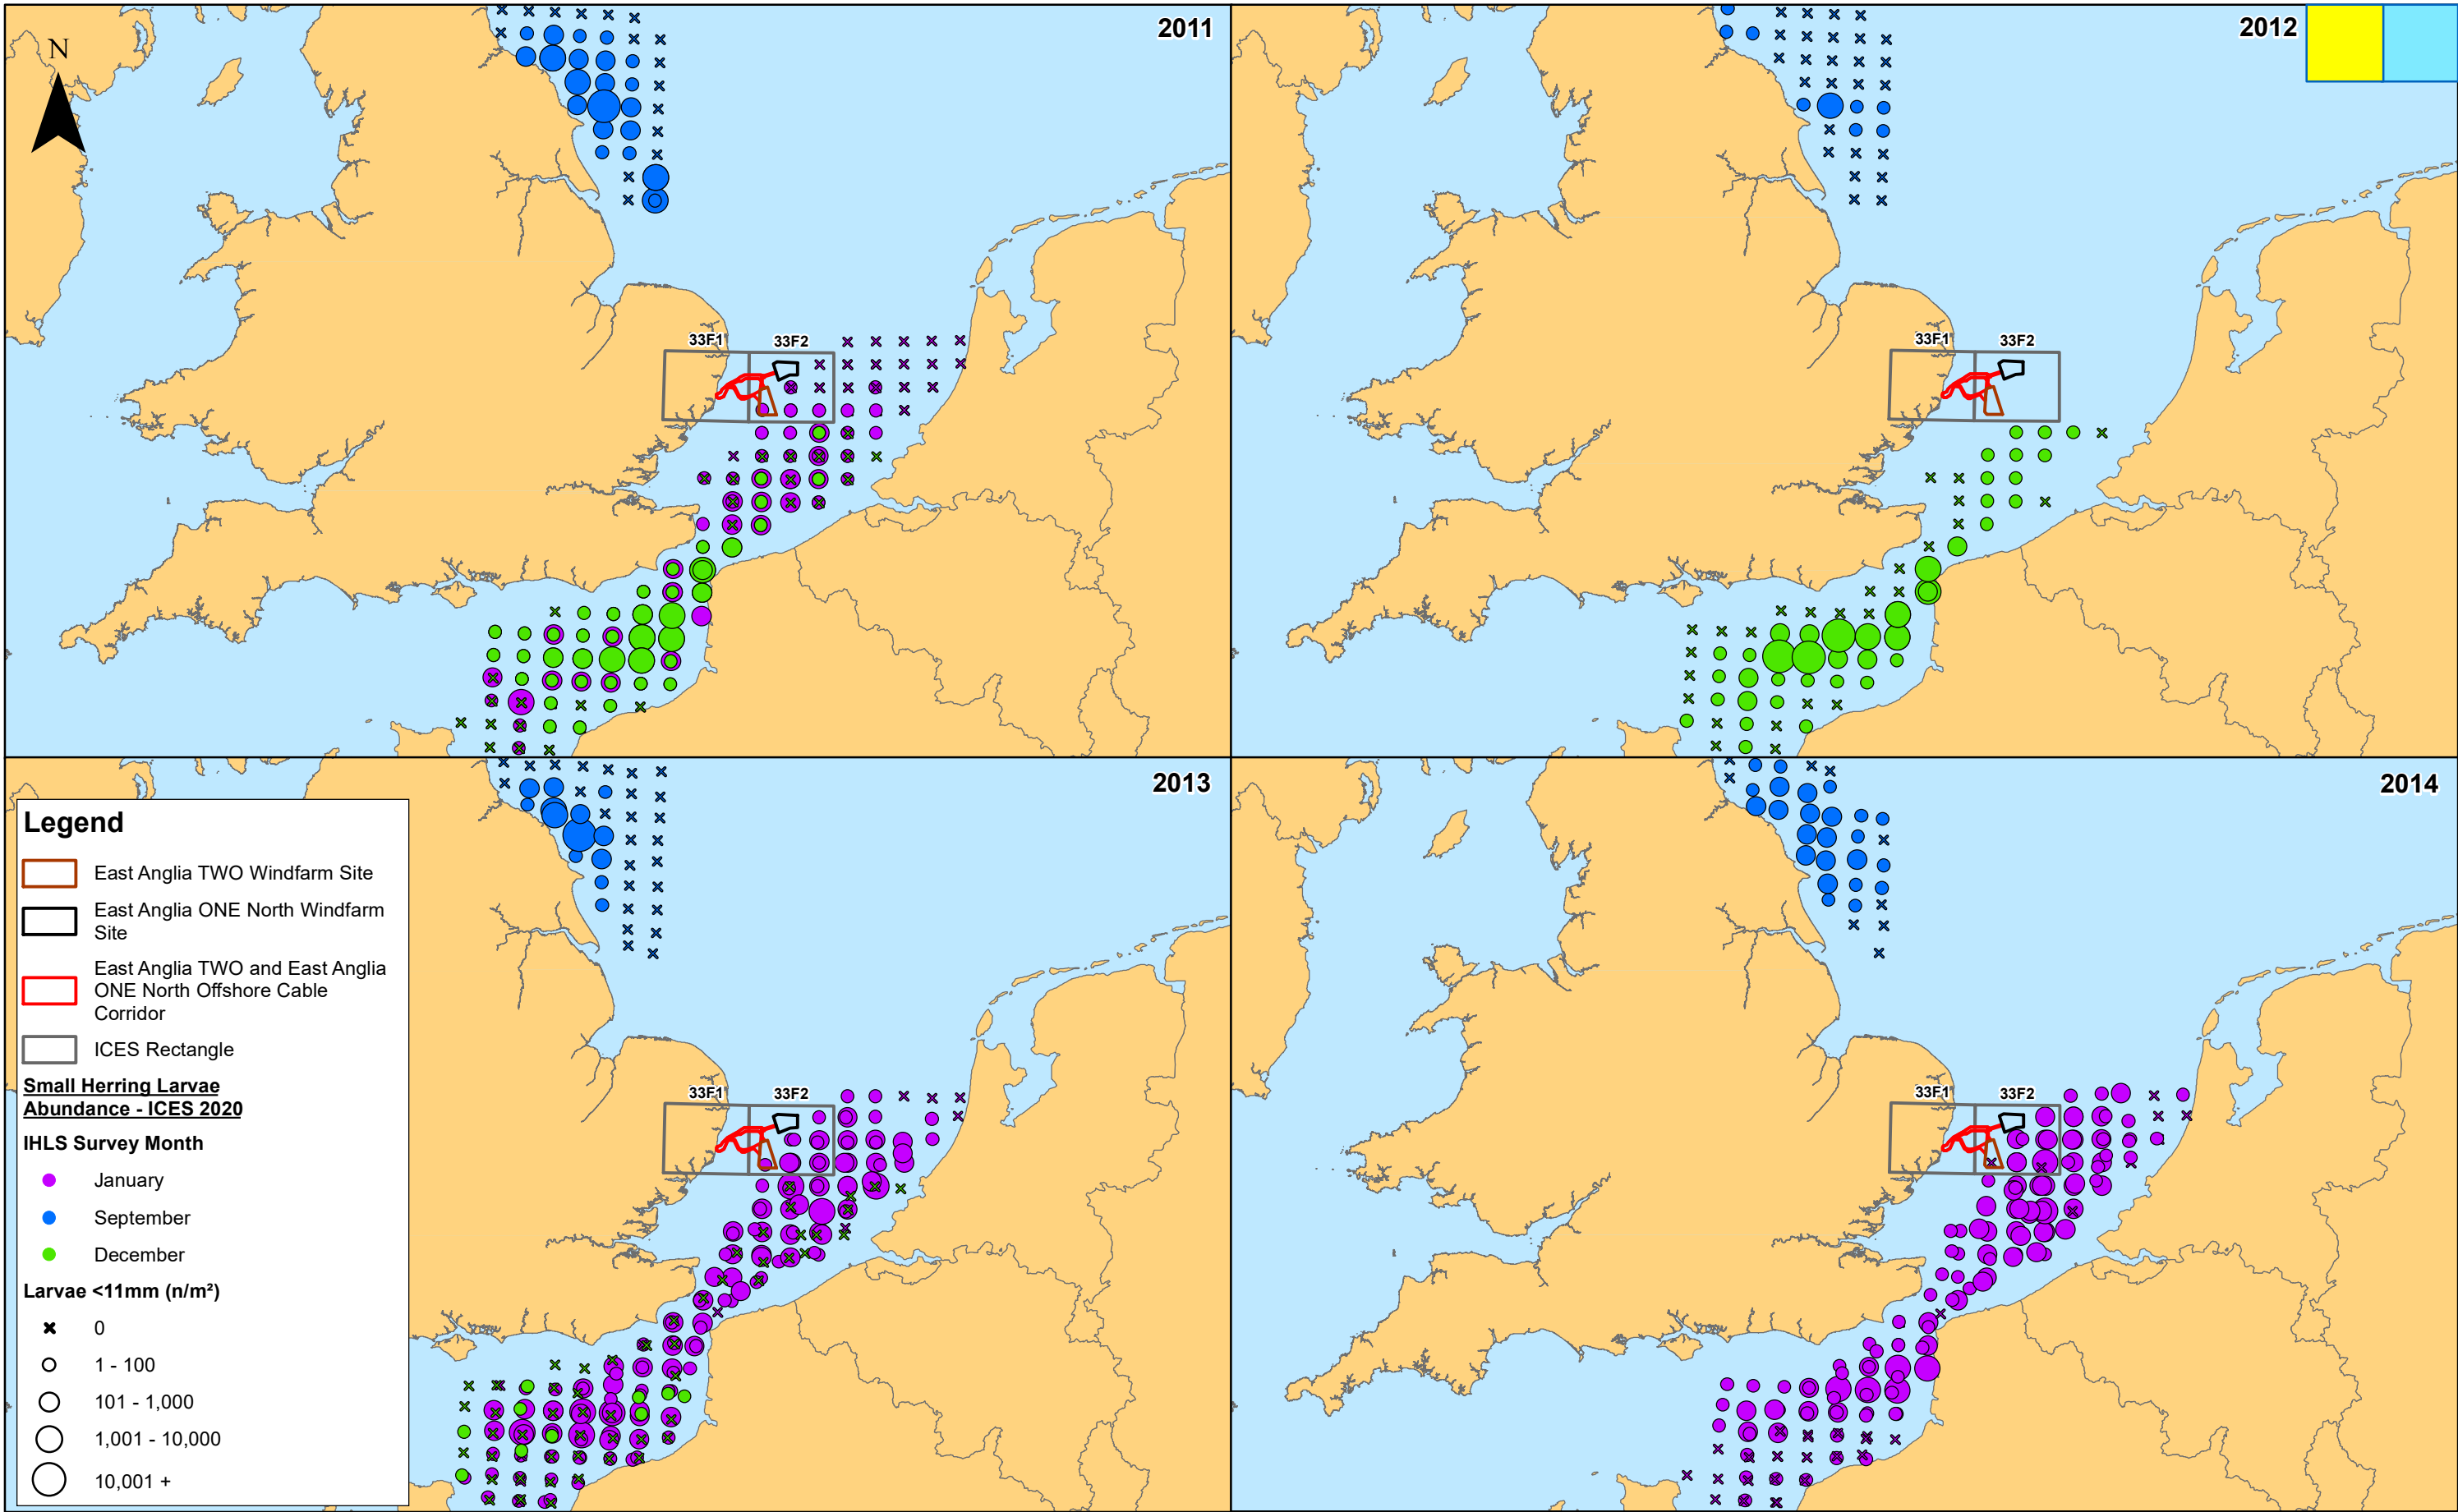 2011
N
33F1
33F2
2012
33F1
33F2
2013
33F1
33F2
2014
33F1
33F2
Legend
East Anglia TWO Windfarm Site
East Anglia ONE North Windfarm
Site
East Anglia TWO and East Anglia
ONE North Offshore Cable
Corridor
ICES Rectangle
Small Herring Larvae
Abundance - ICES 2020
IHLS Survey Month
January
September
December
Larvae <11mm (n/m²)
0
1 - 100
101 - 1,000
1,001 - 10,000
10,001 +